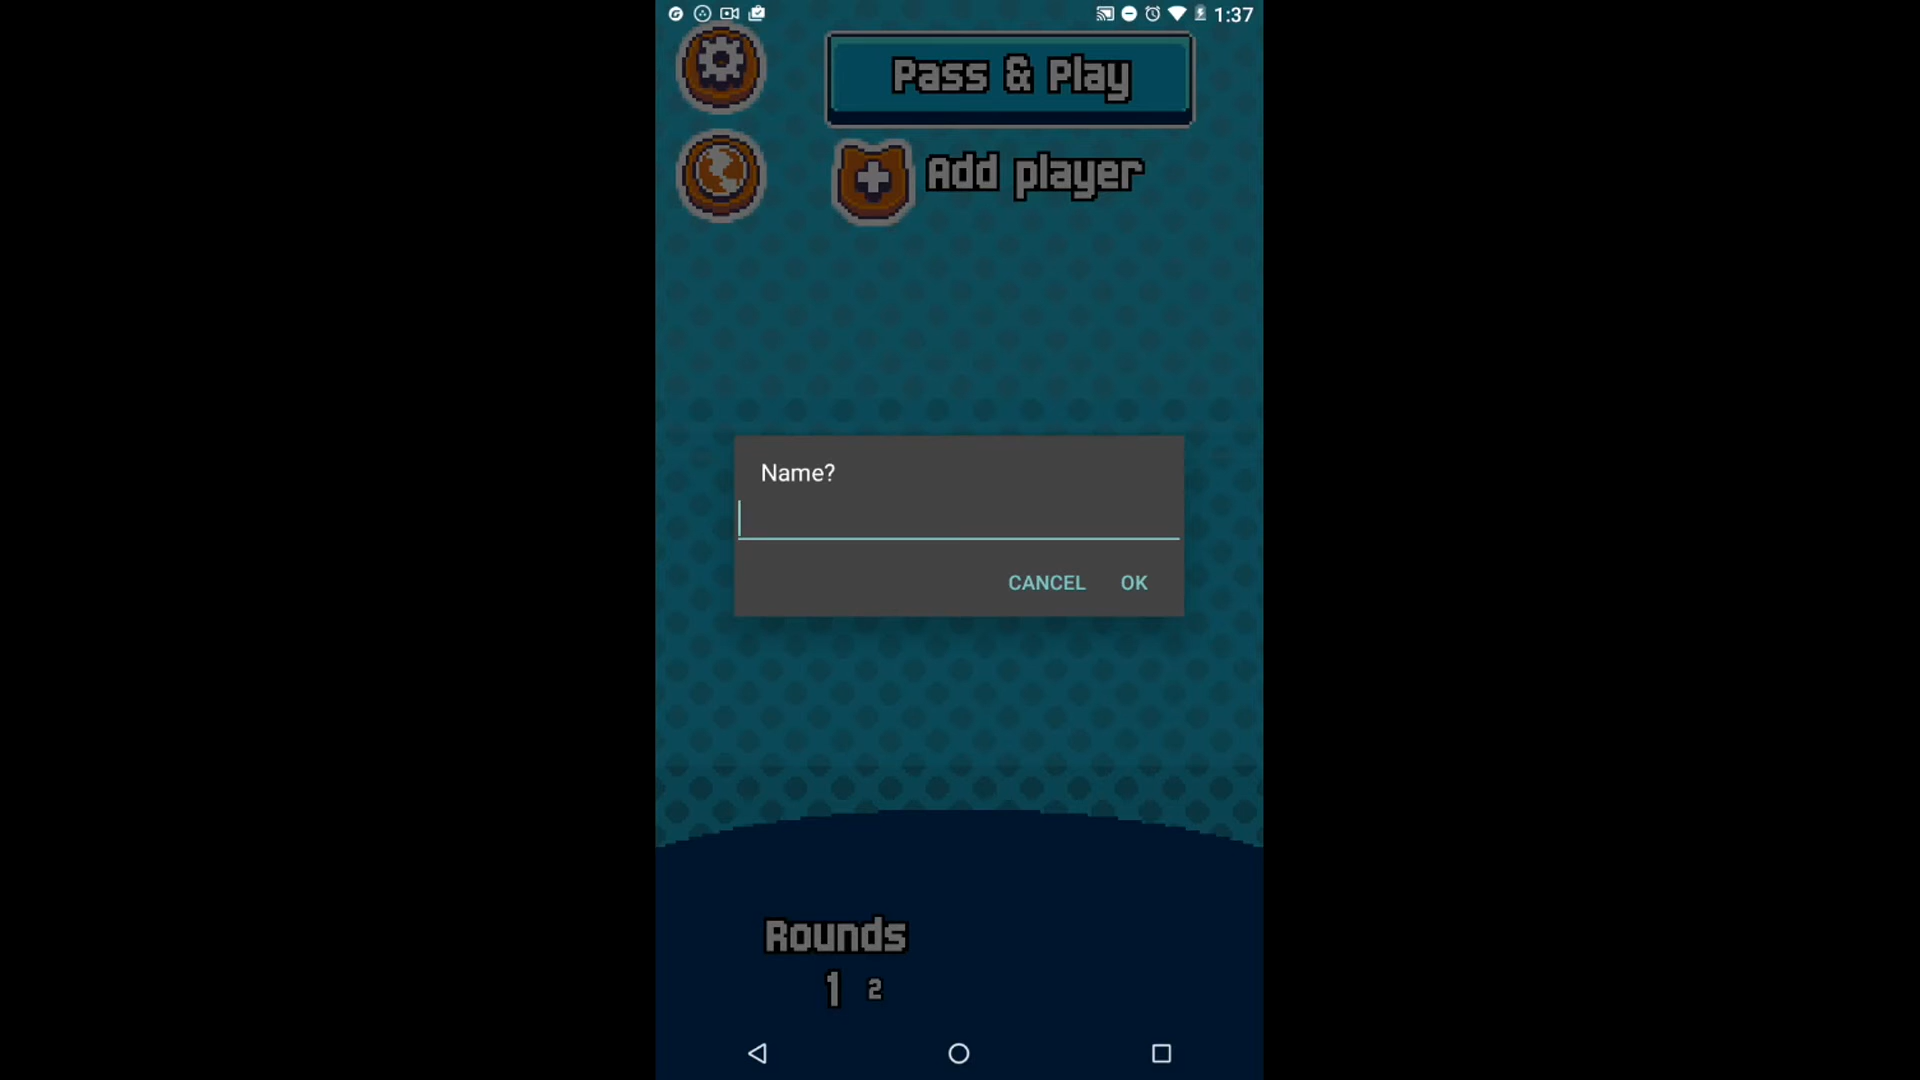 1:37
Pass & Play
Add player
Name?
CANCEL OK
Rounds
1 2